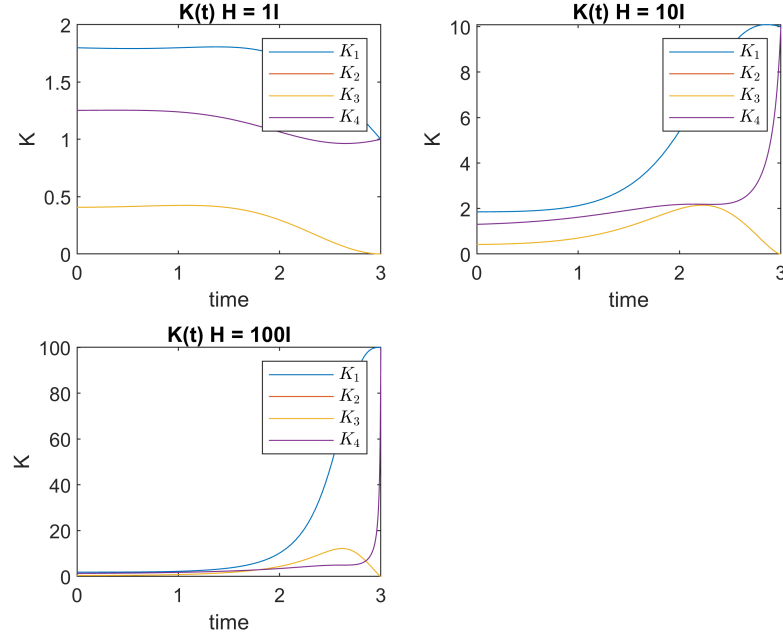 K(t) H = 1I
2
1.5
1
0.5
0
K
0
1
2
3
time
K₁
K₂
K₃
K₄
K(t) H = 10I
10
8
6
4
2
0
K
0
1
2
3
time
K₁
K₂
K₃
K₄
K(t) H = 100I
100
80
60
40
20
0
K
0
1
2
3
time
K₁
K₂
K₃
K₄